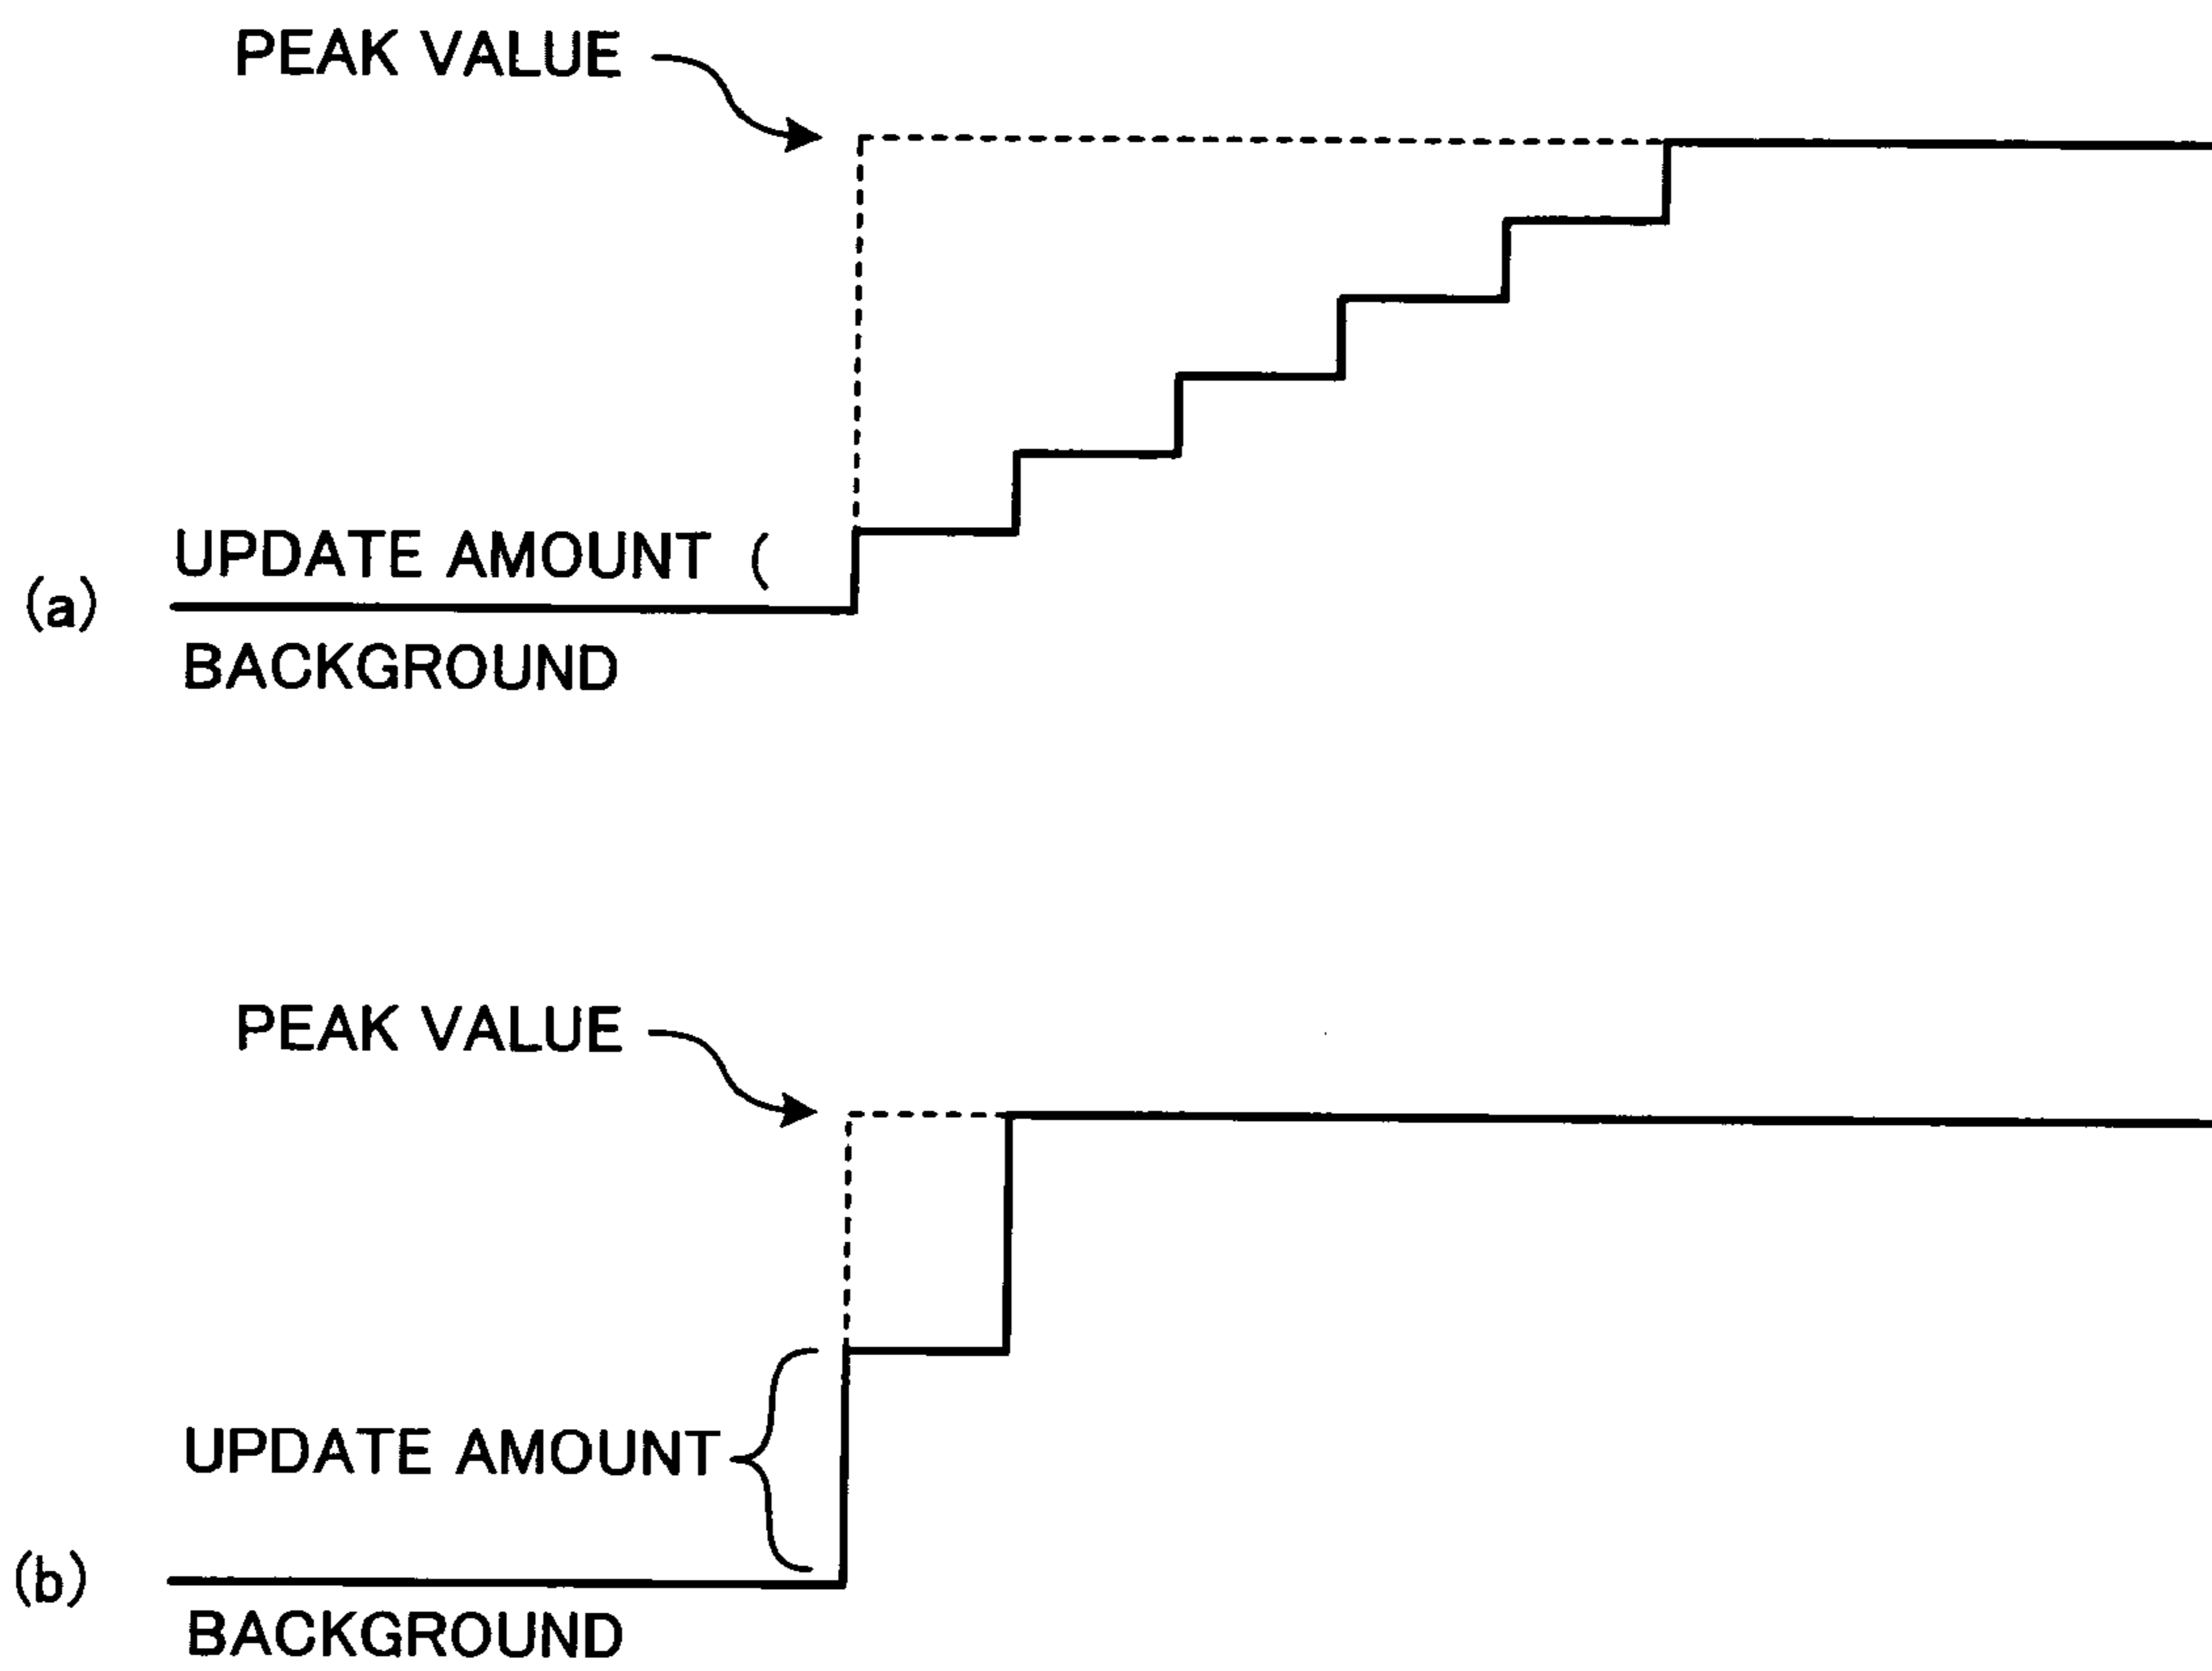 PEAK VALUE
UPDATE AMOUNT
(a)
BACKGROUND
PEAK VALUE
UPDATE AMOUNT
(b)
BACKGROUND